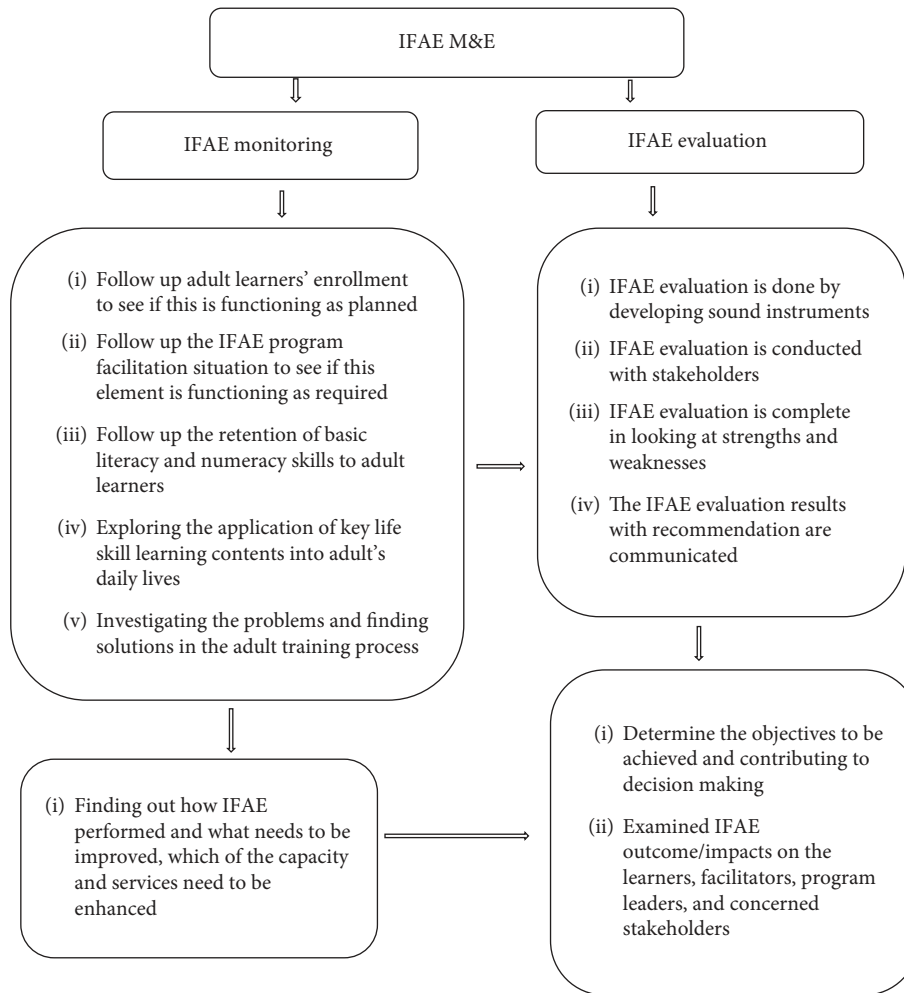 IFAE M&E
IFAE monitoring
IFAE evaluation
(i) Follow up adult learners’ enrollment
to see if this is functioning as planned
(ii) Follow up the IFAE program
facilitation situation to see if this
element is functioning as required
(iii) Follow up the retention of basic
literacy and numeracy skills to adult
learners
(iv) Exploring the application of key life
skill learning contents into adult’s
daily lives
(v) Investigating the problems and finding
solutions in the adult training process
(i) IFAE evaluation is done by
developing sound instruments
(ii) IFAE evaluation is conducted
with stakeholders
(iii) IFAE evaluation is complete
in looking at strengths and
weaknesses
(iv) The IFAE evaluation results
with recommendation are
communicated
(i) Finding out how IFAE
performed and what needs to be
improved, which of the capacity
and services need to be
enhanced
(i) Determine the objectives to be
achieved and contributing to
decision making
(ii) Examined IFAE
outcome/impacts on the
learners, facilitators, program
leaders, and concerned
stakeholders